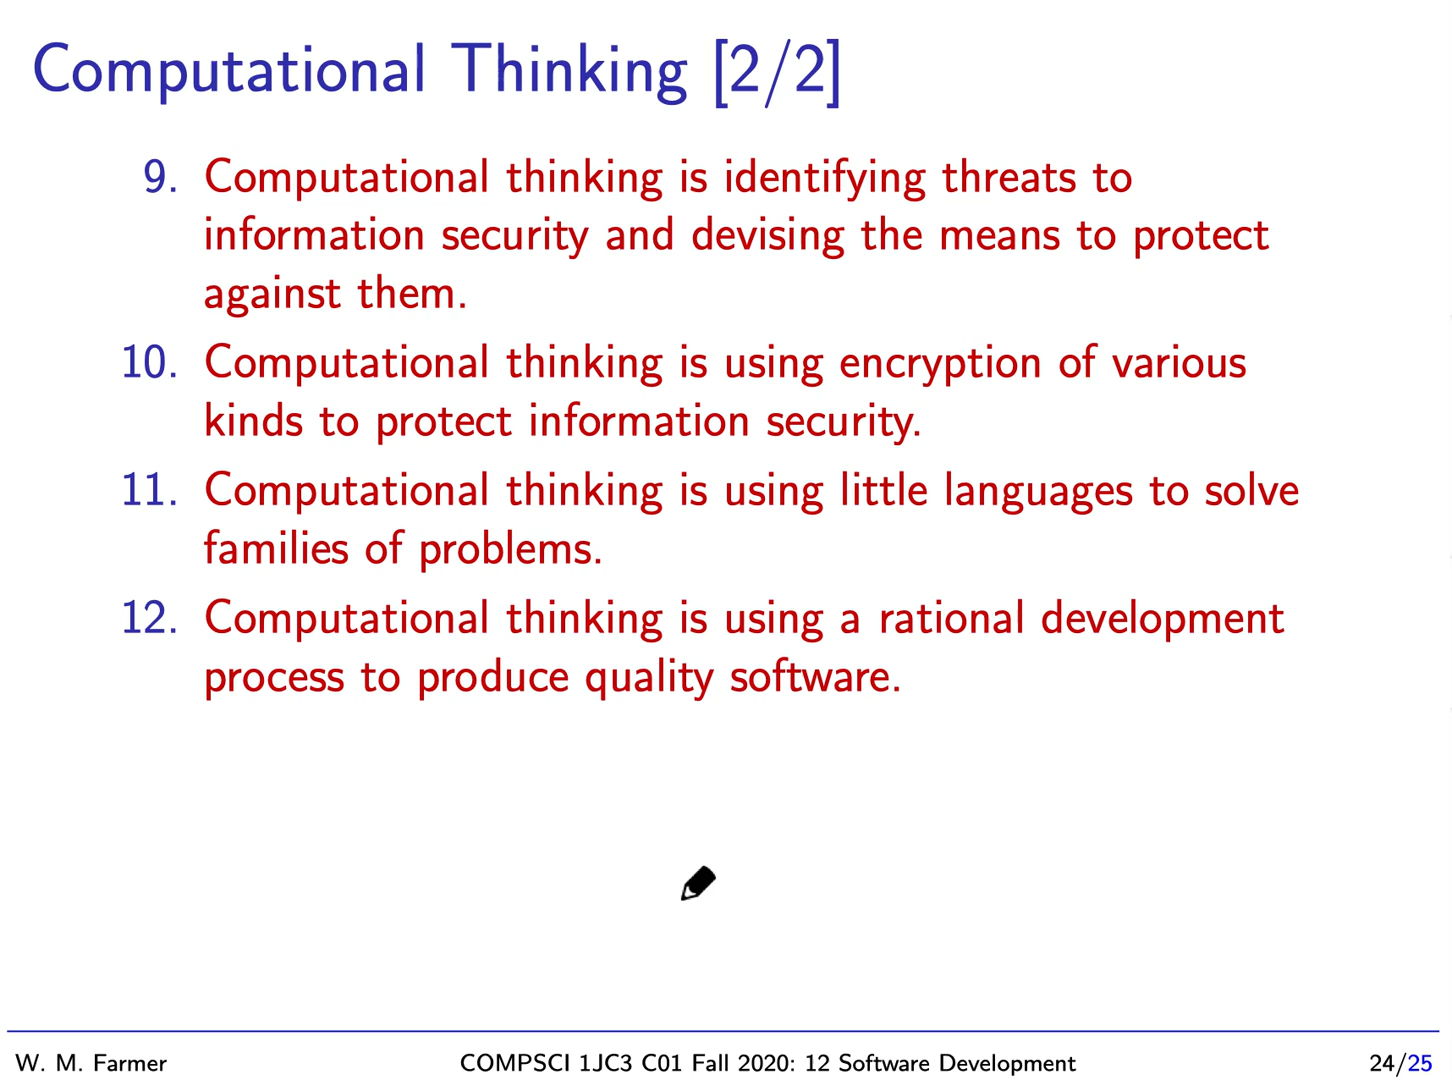 Computational Thinking [2/2]
9. Computational thinking is identifying threats to
information security and devising the means to protect
against them.
10. Computational thinking is using encryption of various
kinds to protect information security.
11. Computational thinking is using little languages to solve
families of problems.
12. Computational thinking is using a rational development
process to produce quality software.
W. M. Farmer COMPSCI 1JC3 C01 Fall 2020: 12 Software Development 24/25